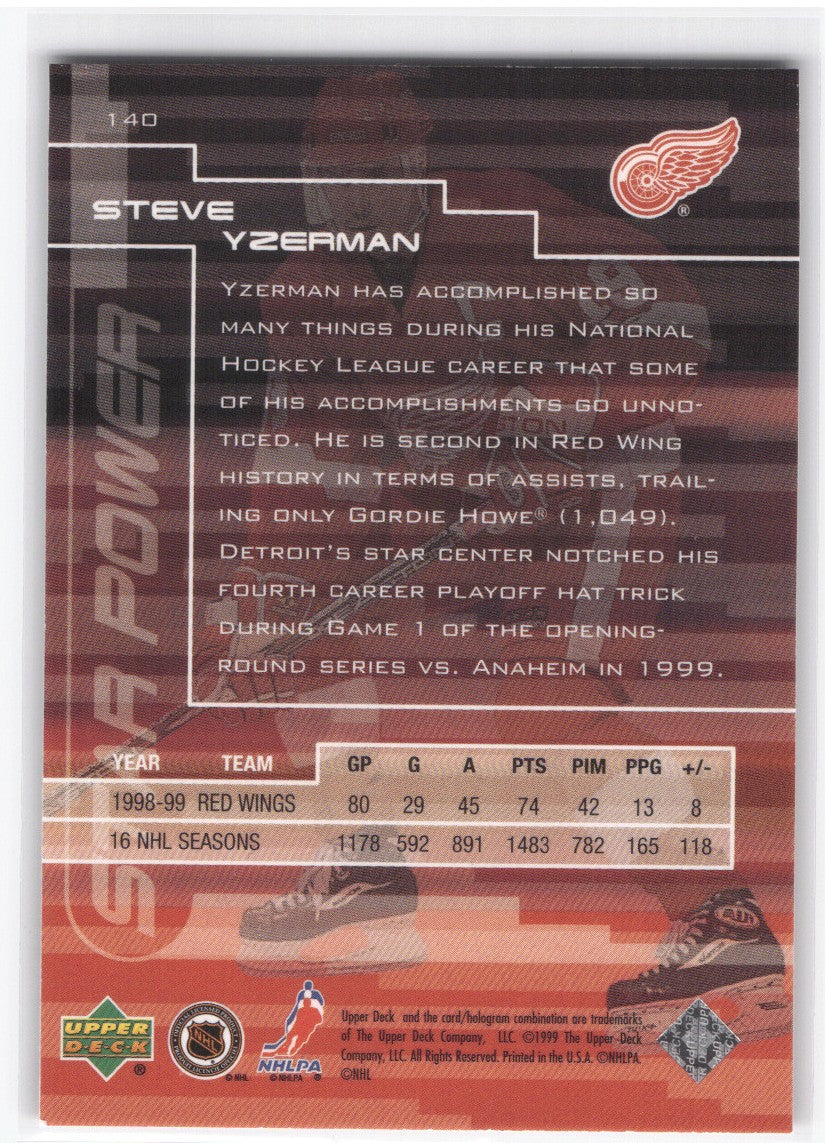 140
STEVE
YZERMAN
STAR POWER
YZERMAN HAS ACCOMPLISHED SO
MANY THINGS DURING HIS NATIONAL
HOCKEY LEAGUE CAREER THAT SOME
OF HIS ACCOMPLISHMENTS GO UNNO-
TICED. HE IS SECOND IN RED WING
HISTORY IN TERMS OF ASSISTS, TRAIL-
ING ONLY GORDIE HOWE® (1,049).
DETROIT'S STAR CENTER NOTCHED HIS
FOURTH CAREER PLAYOFF HAT TRICK
DURING GAME 1 OF THE OPENING-
ROUND SERIES VS. ANAHEIM IN 1999.
YEAR TEAM GP G A PTS PIM PPG +/-
1998-99 RED WINGS 80 29 45 74 42 13 8
16 NHL SEASONS 1178 592 891 1483 782 165 118
UPPER
D·E·C·K
®
NHL
©NHL
NHLPA
©NHLPA ®
Upper Deck and the card/hologram combination are trademarks
of The Upper Deck Company, LLC. ©1999 The Upper Deck
Company, LLC. All Rights Reserved. Printed in the U.S.A. ©NHLPA.
©NHL